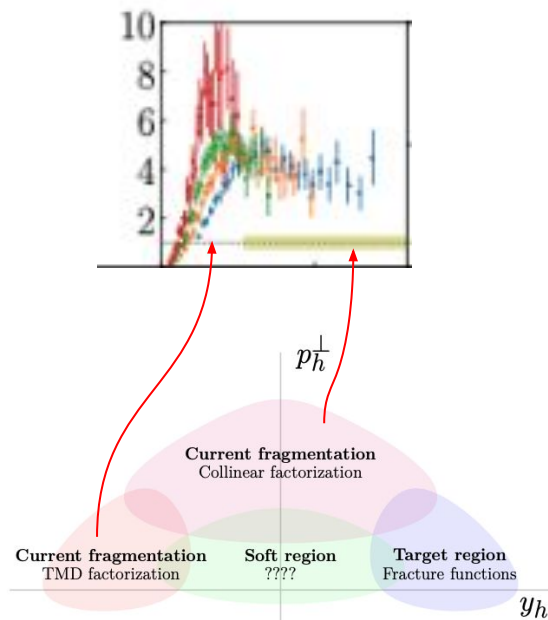 10
8
6
4
2
p_h^⊥
Current fragmentation
Collinear factorization
Current fragmentation
TMD factorization
Soft region
????
Target region
Fracture functions
y_h